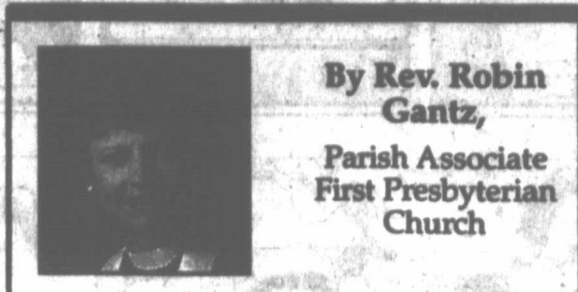 By Rev. Robin
Gantz,
Parish Associate
First Presbyterian
Church